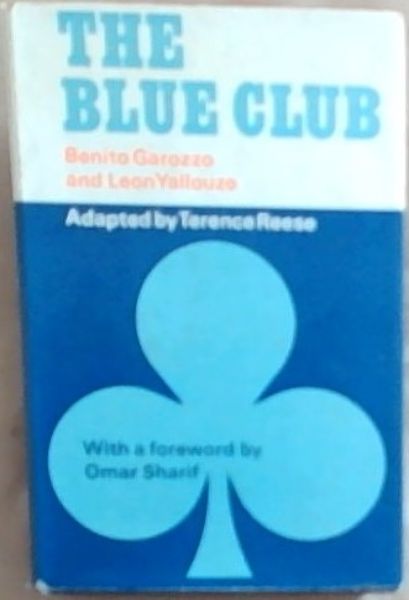 THE
BLUE CLUB
Benito Garozzo
and Leon Yallouze
Adapted by Terence Reese
With a foreword by
Omar Sharif